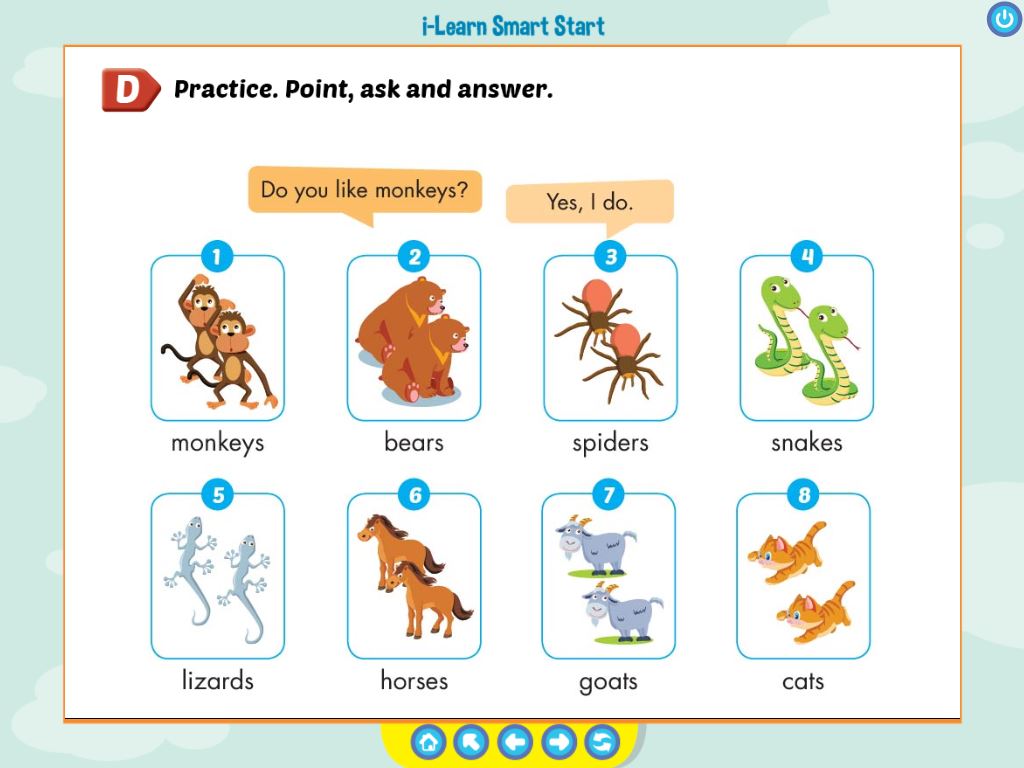 i-Learn Smart Start
D Practice. Point, ask and answer.
Do you like monkeys?
Yes, I do.
1 2 3 4
monkeys bears spiders snakes
5 6 7 8
lizards horses goats cats